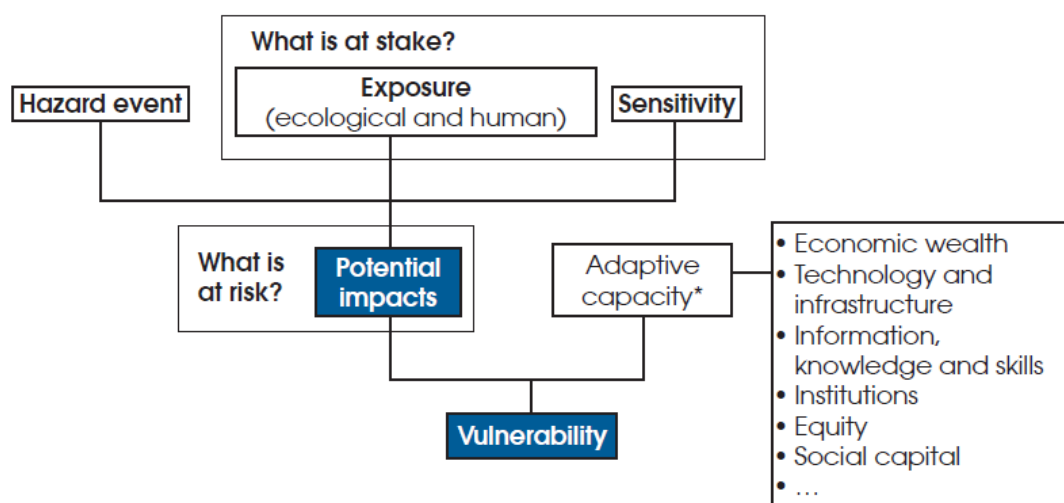 What is at stake?
Hazard event
Exposure
(ecological and human)
Sensitivity
What is
at risk?
Potential
impacts
Adaptive
capacity*
• Economic wealth
• Technology and
infrastructure
• Information,
knowledge and skills
• Institutions
• Equity
• Social capital
• ...
Vulnerability